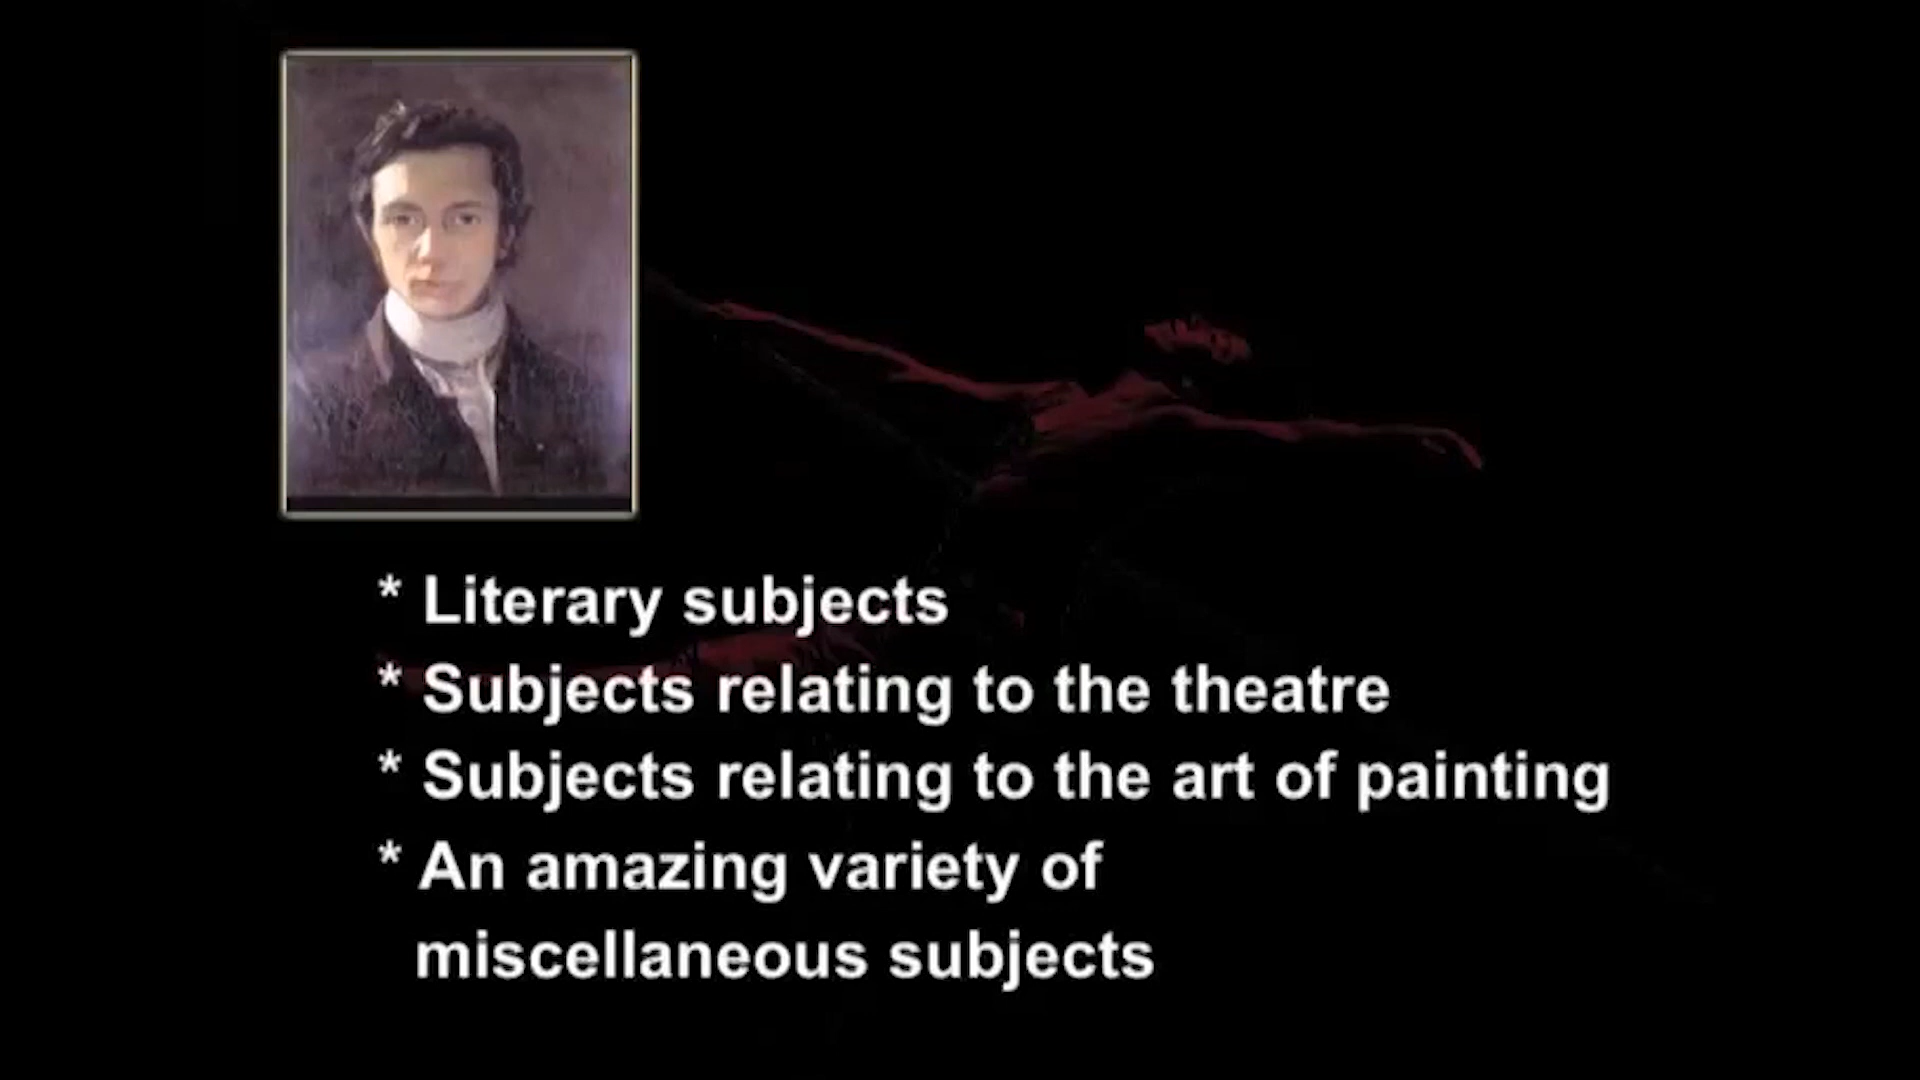 * Literary subjects
* Subjects relating to the theatre
* Subjects relating to the art of painting
* An amazing variety of
miscellaneous subjects